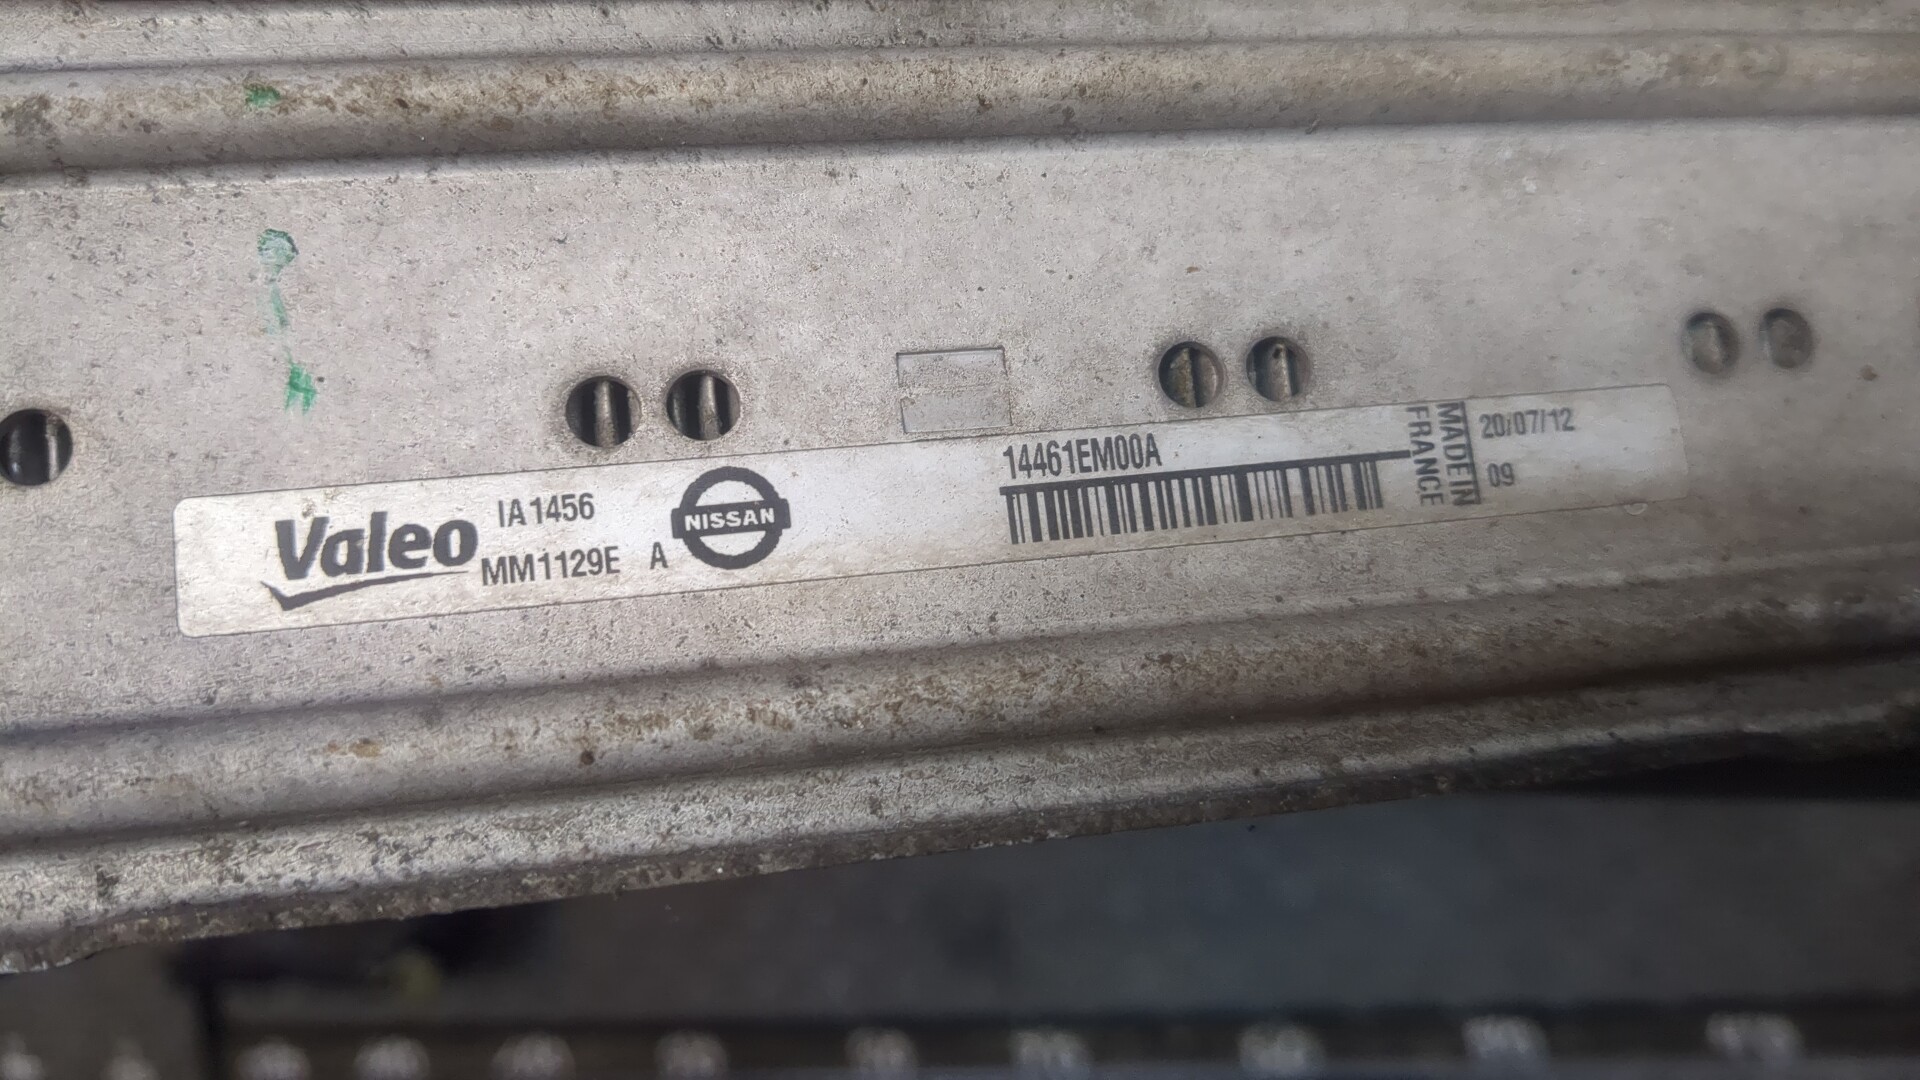 Valeo
IA1456
MM1129E A
NISSAN
14461EM00A
MADE IN
FRANCE
20/07/12
09